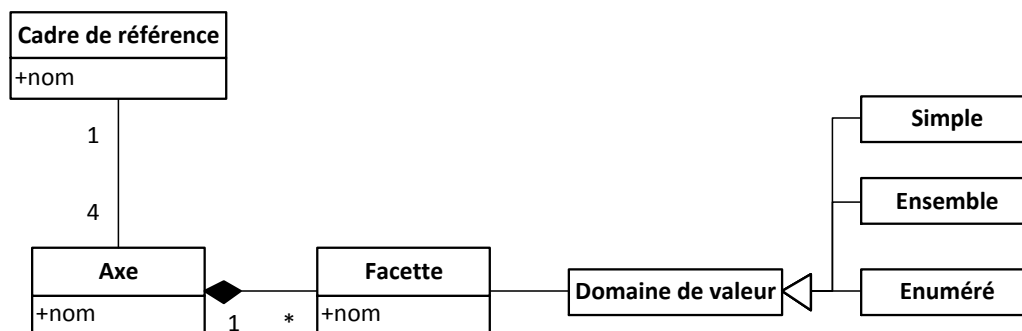 Cadre de référence
+nom
1
4
Axe
+nom
1
*
Facette
+nom
Domaine de valeur
Simple
Ensemble
Enuméré